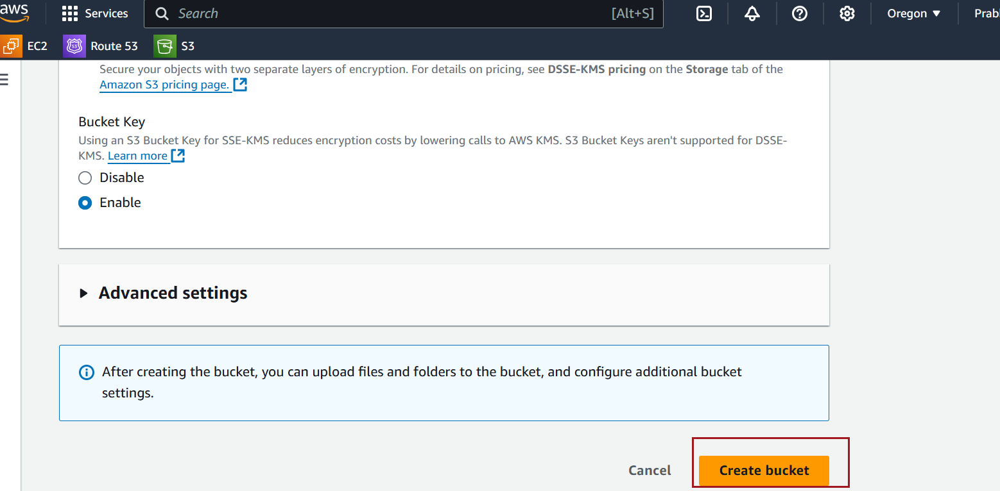 aws
Services
Search
[Alt+S]
Oregon
Prab
EC2
53
Route 53
S3
Secure your objects with two separate layers of encryption. For details on pricing, see DSSE-KMS pricing on the Storage tab of the
Amazon S3 pricing page.
Bucket Key
Using an S3 Bucket Key for SSE-KMS reduces encryption costs by lowering calls to AWS KMS. S3 Bucket Keys aren't supported for DSSE-
KMS. Learn more
Disable
Enable
Advanced settings
After creating the bucket, you can upload files and folders to the bucket, and configure additional bucket
settings.
Cancel
Create bucket